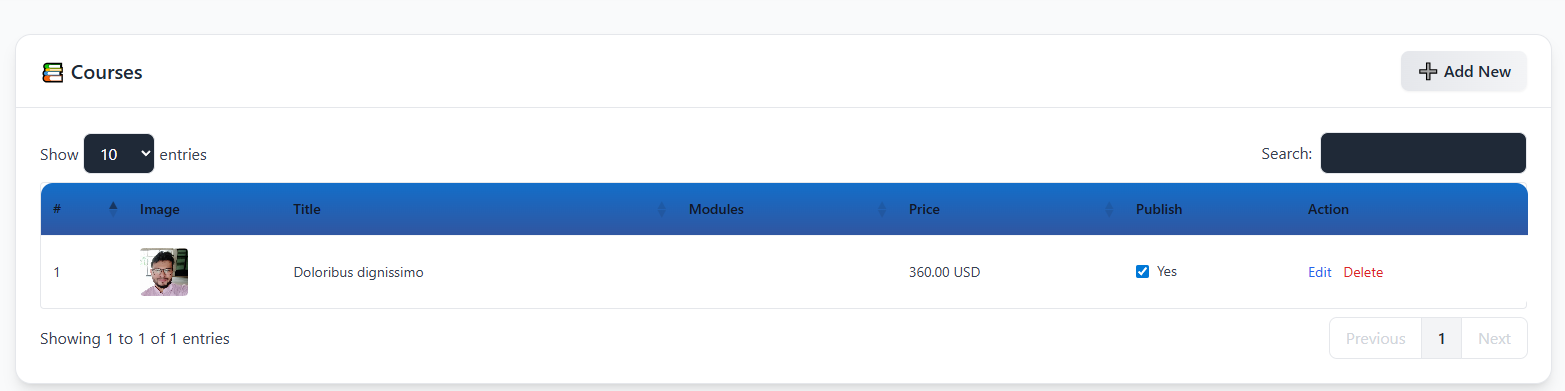 Courses
Add New
Show 10 entries
Search:
# Image Title Modules Price Publish Action
1 Doloribus dignissimo 360.00 USD Yes Edit Delete
Showing 1 to 1 of 1 entries
Previous 1 Next